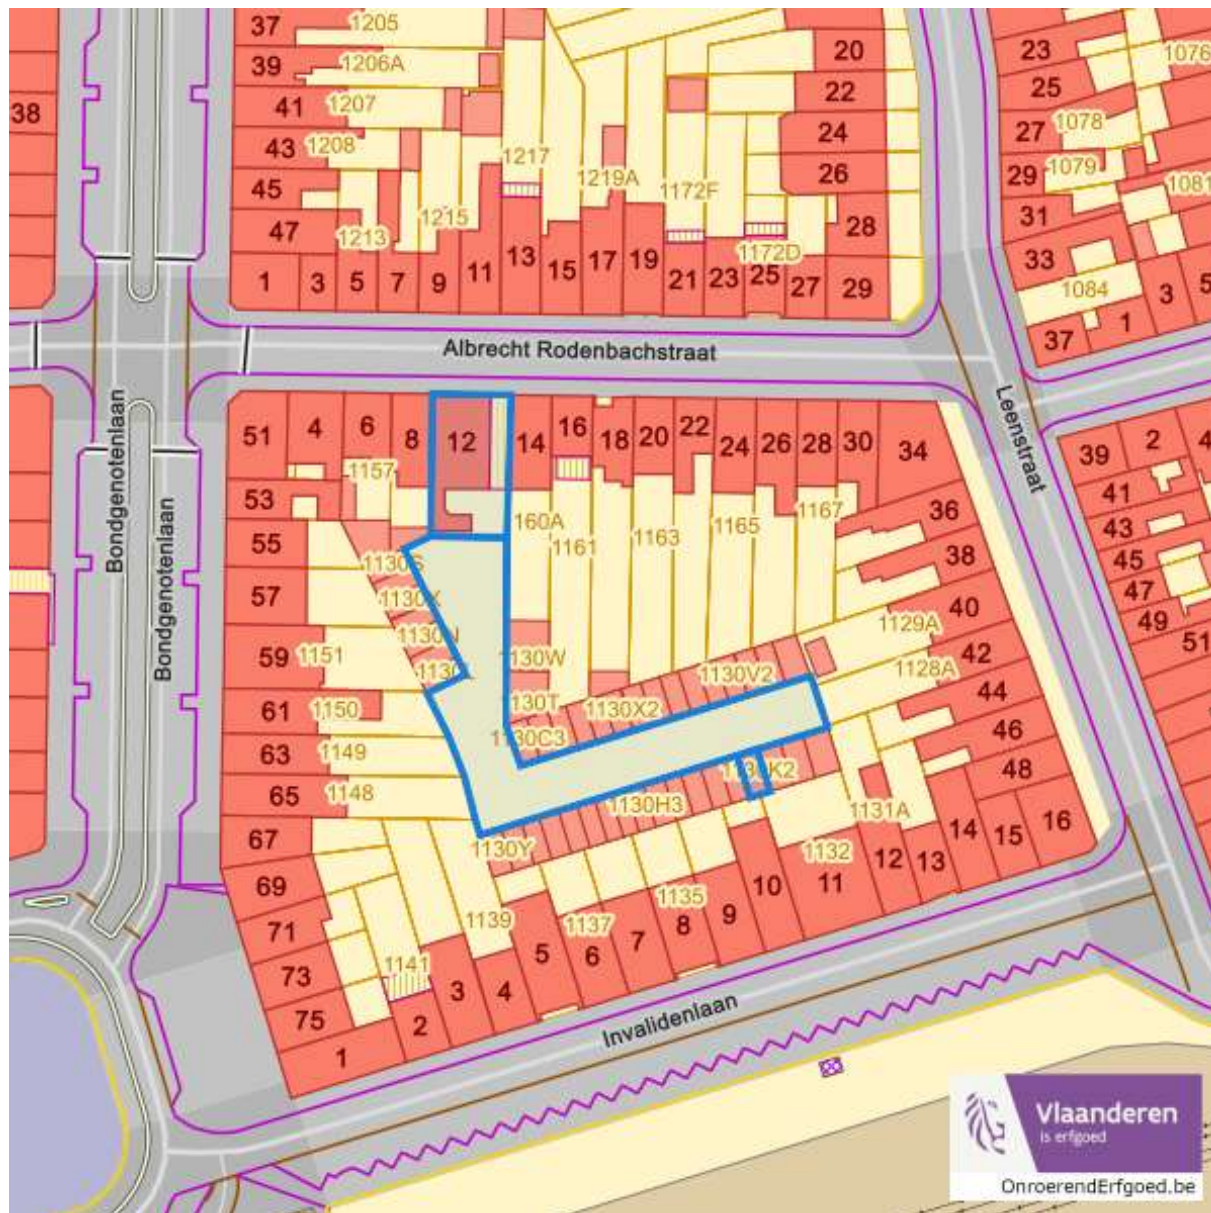 37 1205 20 23 1076
39 1206A 22 25
38 41 1207 24 27 1078
43 1208 1217 26 29 1079
45 1219A 1172F 31 1081
47 1213 1215 28 33
1 3 5 7 9 11 13 15 17 19 21 23 25 27 29
1172D
1084 3 5
37 1
Albrecht Rodenbachstraat
Leenstraat
Bondgenotenlaan
Bondgenotenlaan
51 4 6 8 12 14 16 18 20 22 24 26 28 30 34
39 2 4
53 1157 160A 1161 1163 1165 1167 36 41
55 1130S 38 43
57 1130X 40 45
47
59 1151 1130N 130W 1129A 49
61 1150 130T 1130X2 1130V2 1128A 42 51
63 1149 1130C3 44
65 1148 1130H3 46
67 1130Y 1131A 48
69 1132 12 13 14 15 16
71 1139 1137 1135 10 11
73 1141 5 6 7 8 9
75 3 4
1 2
Invalidenlaan
Vlaanderen
is erfgoed
OnroerendErfgoed.be